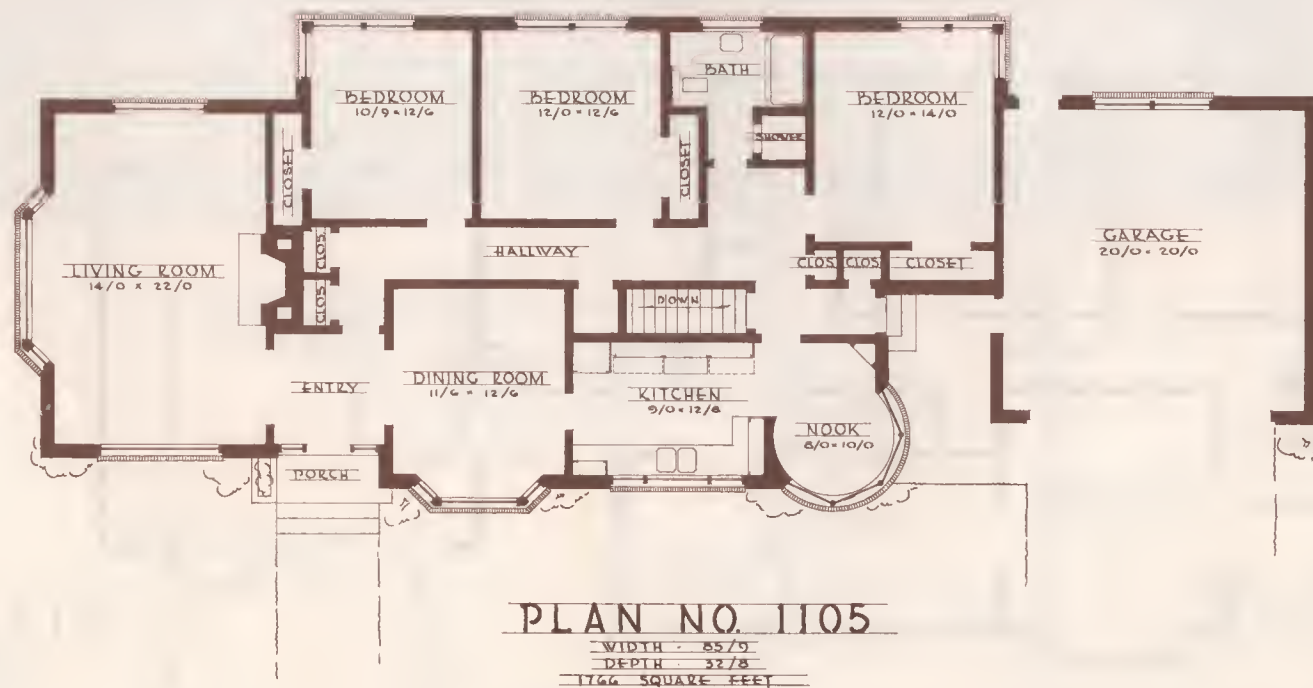 BEDROOM
10/9 × 12/6
BEDROOM
12/0 × 12/6
BATH
SHOWER
BEDROOM
12/0 × 14/0
CLOSET
CLOSET
LIVING ROOM
14/0 × 22/0
CLOS.
CLOS.
HALLWAY
CLOS.
CLOS.
CLOSET
GARAGE
20/0 × 20/0
DOWN
ENTRY
DINING ROOM
11/6 × 12/6
KITCHEN
9/0 × 12/8
NOOK
8/0 × 10/0
PORCH
PLAN NO. 1105
WIDTH - 85/9
DEPTH - 32/8
1766 SQUARE FEET